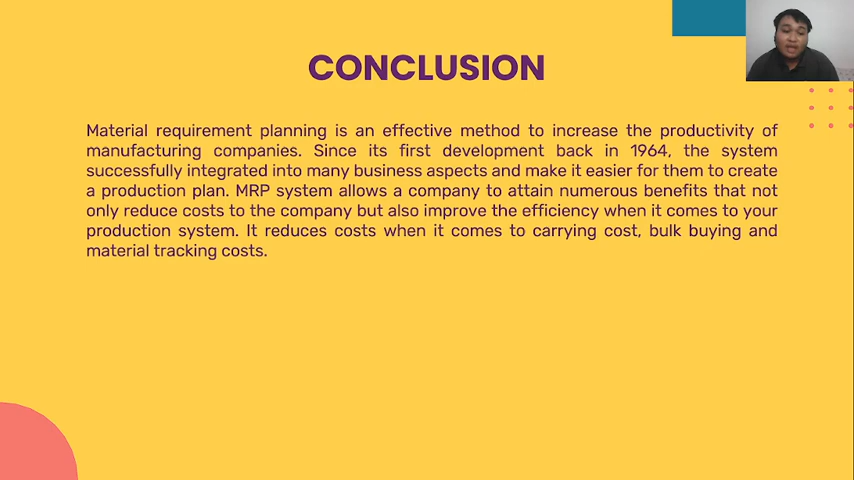 CONCLUSION
Material requirement planning is an effective method to increase the productivity of
manufacturing companies. Since its first development back in 1964, the system
successfully integrated into many business aspects and make it easier for them to create
a production plan. MRP system allows a company to attain numerous benefits that not
only reduce costs to the company but also improve the efficiency when it comes to your
production system. It reduces costs when it comes to carrying cost, bulk buying and
material tracking costs.